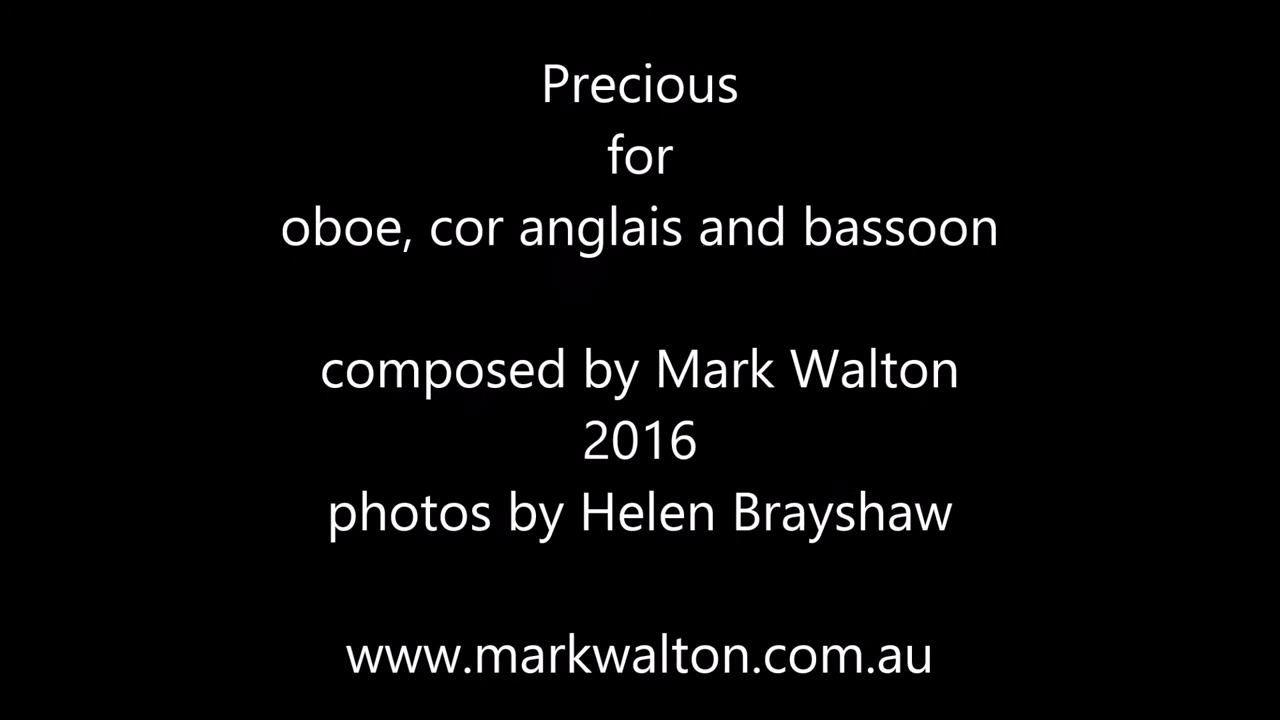 Precious
for
oboe, cor anglais and bassoon
composed by Mark Walton
2016
photos by Helen Brayshaw
www.markwalton.com.au